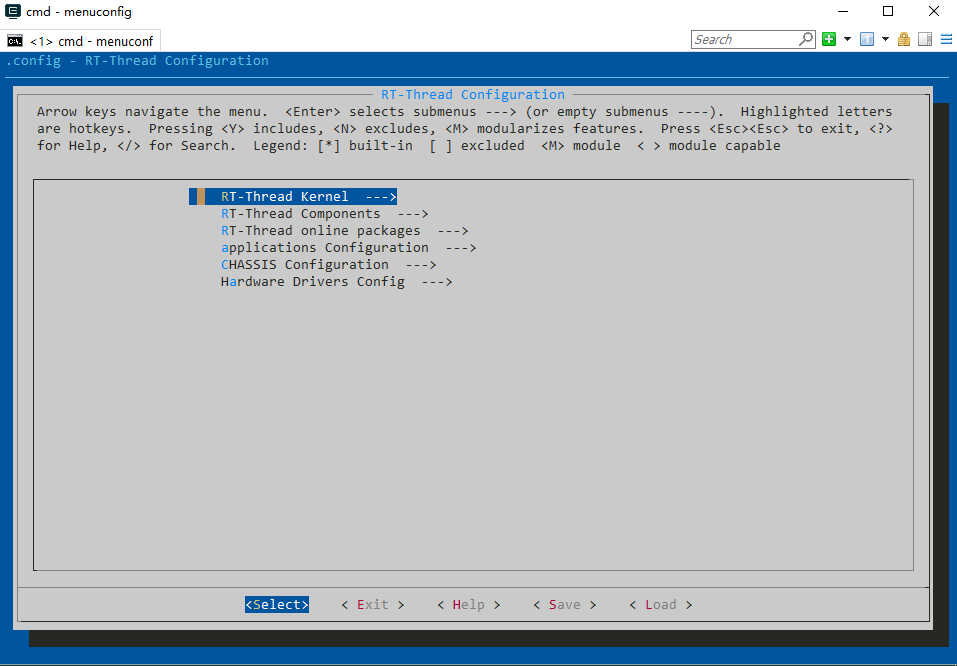 cmd - menuconfig
<1> cmd - menuconf
Search
.config - RT-Thread Configuration
RT-Thread Configuration
Arrow keys navigate the menu.  <Enter> selects submenus ---> (or empty submenus ----).  Highlighted letters
are hotkeys.  Pressing <Y> includes, <N> excludes, <M> modularizes features.  Press <Esc><Esc> to exit, <?>
for Help, </> for Search.  Legend: [*] built-in  [ ] excluded  <M> module  < > module capable
RT-Thread Kernel  --->
RT-Thread Components  --->
RT-Thread online packages  --->
applications Configuration  --->
CHASSIS Configuration  --->
Hardware Drivers Config  --->
<Select>    < Exit >    < Help >    < Save >    < Load >